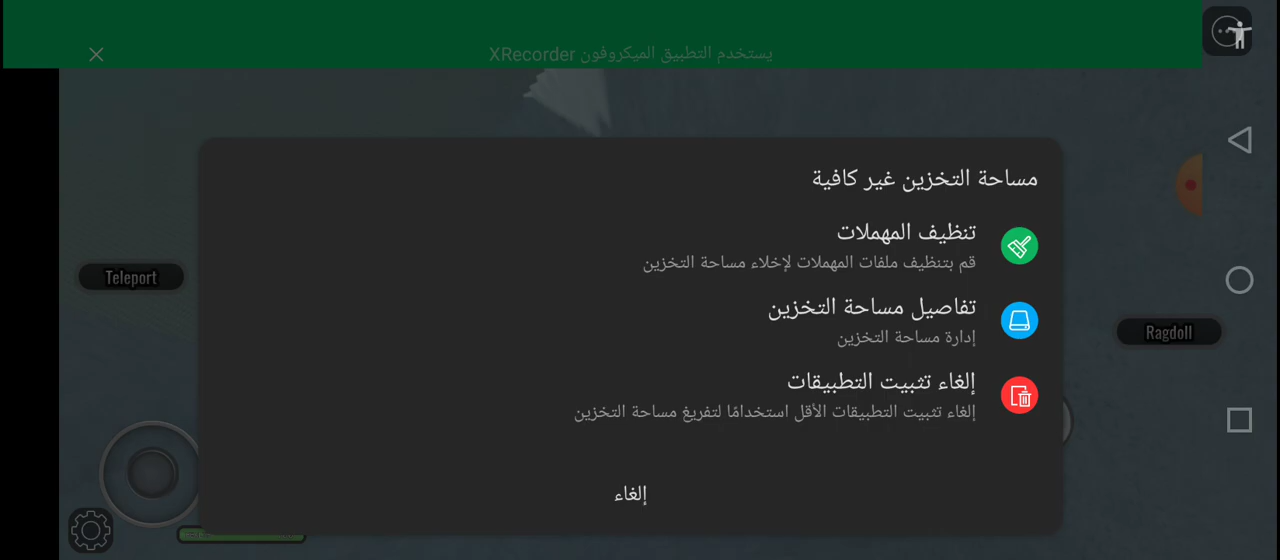 يستخدم التطبيق الميكروفون XRecorder
مساحة التخزين غير كافية
تنظيف المهملات
قم بتنظيف ملفات المهملات لإخلاء مساحة التخزين
Teleport
تفاصيل مساحة التخزين
إدارة مساحة التخزين
Ragdoll
إلغاء تثبيت التطبيقات
إلغاء تثبيت التطبيقات الأقل استخدامًا لتفريغ مساحة التخزين
إلغاء